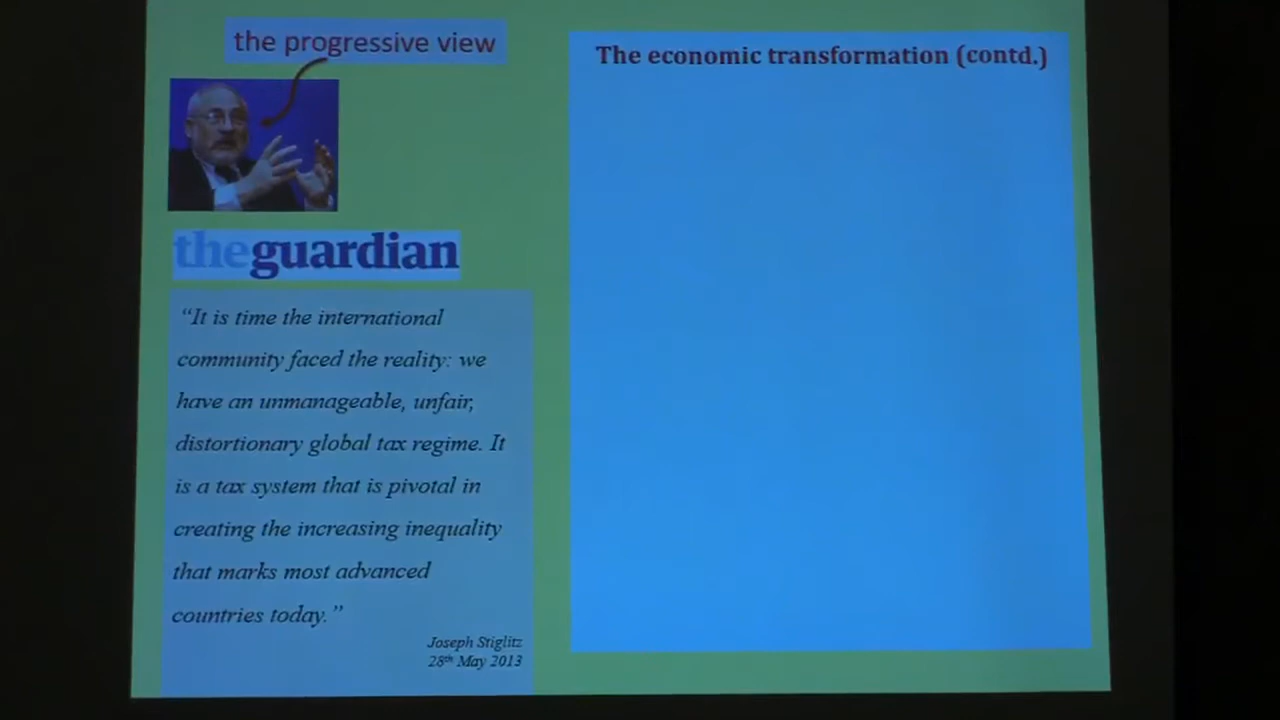 the progressive view
theguardian
“It is time the international
community faced the reality: we
have an unmanageable, unfair,
distortionary global tax regime. It
is a tax system that is pivotal in
creating the increasing inequality
that marks most advanced
countries today.”
Joseph Stiglitz
28th May 2013
The economic transformation (contd.)